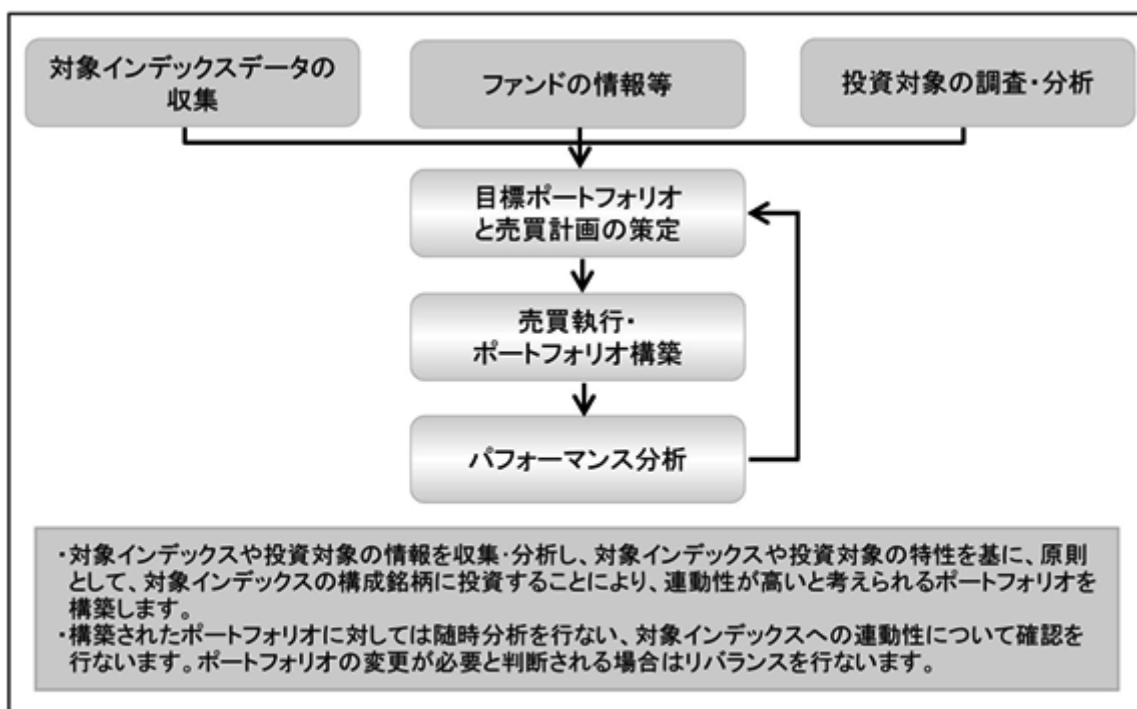 対象インデックスデータの
収集
ファンドの情報等
投資対象の調査・分析
目標ポートフォリオ
と売買計画の策定
売買執行・
ポートフォリオ構築
パフォーマンス分析
・対象インデックスや投資対象の情報を収集・分析し、対象インデックスや投資対象の特性を基に、原則
として、対象インデックスの構成銘柄に投資することにより、連動性が高いと考えられるポートフォリオを
構築します。
・構築されたポートフォリオに対しては随時分析を行ない、対象インデックスへの連動性について確認を
行ないます。ポートフォリオの変更が必要と判断される場合はリバランスを行ないます。